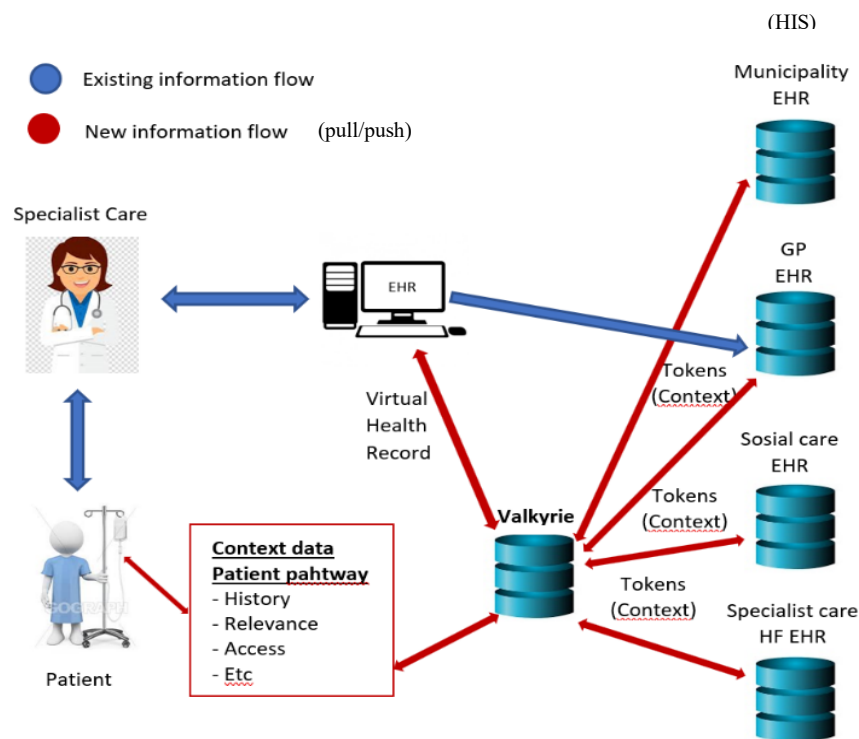 (HIS)
Existing information flow
New information flow (pull/push)
Municipality
EHR
Specialist Care
EHR
GP
EHR
Tokens
(Context)
Virtual
Health
Record
Sosial care
EHR
Tokens
(Context)
Valkyrie
Context data
Patient pahtway
- History
- Relevance
- Access
- Etc
Tokens
(Context)
Specialist care
HF EHR
Patient